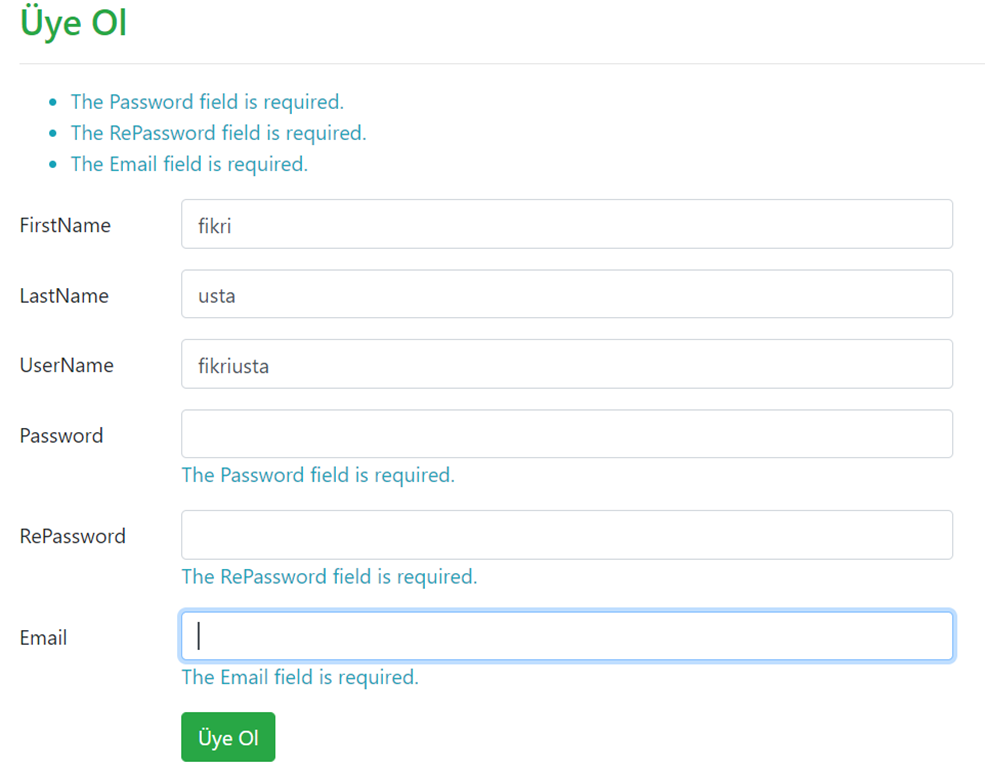 Üye Ol
The Password field is required.
The RePassword field is required.
The Email field is required.
FirstName fikri
LastName usta
UserName fikriusta
Password
The Password field is required.
RePassword
The RePassword field is required.
Email
The Email field is required.
Üye Ol